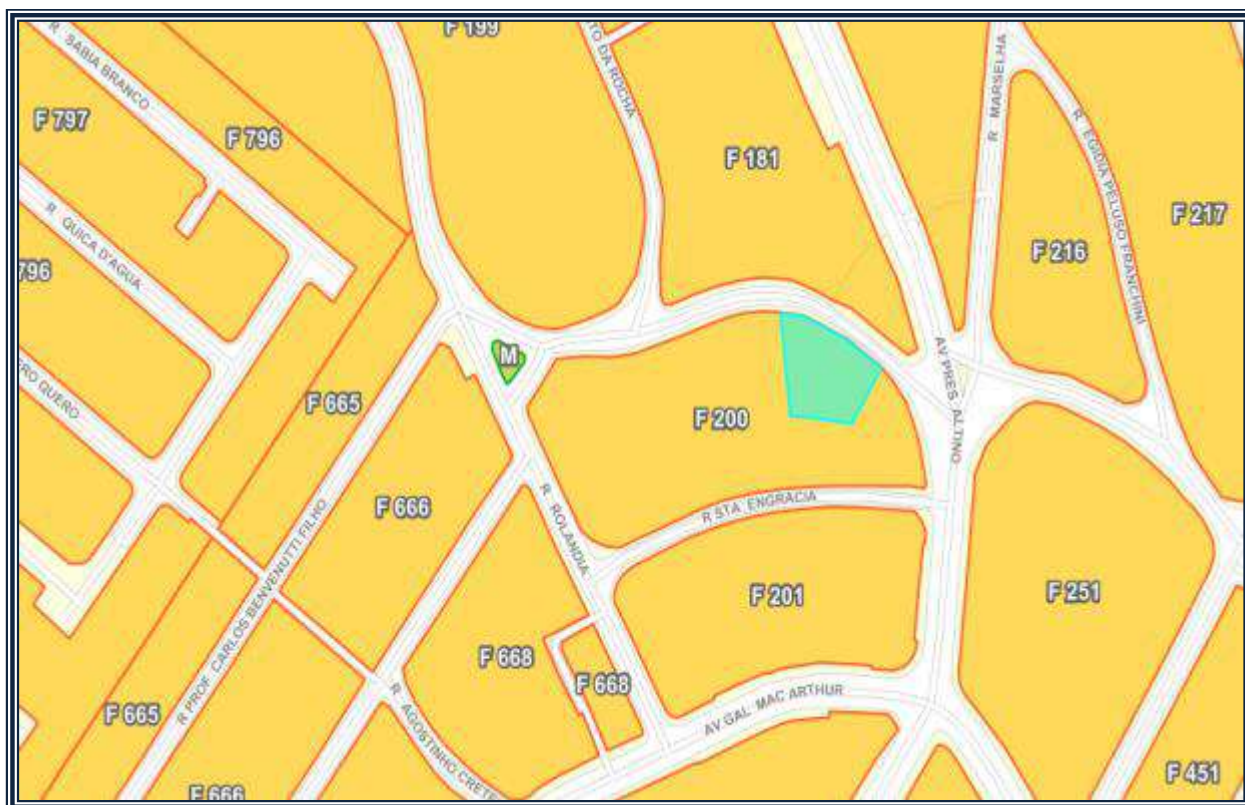 F 199
R SABIA BRANCO
TO DA ROCHA
R MARSELHA
F 797
F 796
R EGIDIA PELUSO FRANCHINI
F 181
F 217
R QUICA D'AGUA
F 216
796
M
AV PRES ALTINO
ERO QUERO
F 665
F 200
R ROLANDIA
R STA ENGRACIA
F 666
R PROF CARLOS BENVENUTTI FILHO
F 201
F 251
F 668
F 668
R AGOSTINHO CRETE
AV GAL MAC ARTHUR
F 665
F 666
F 451